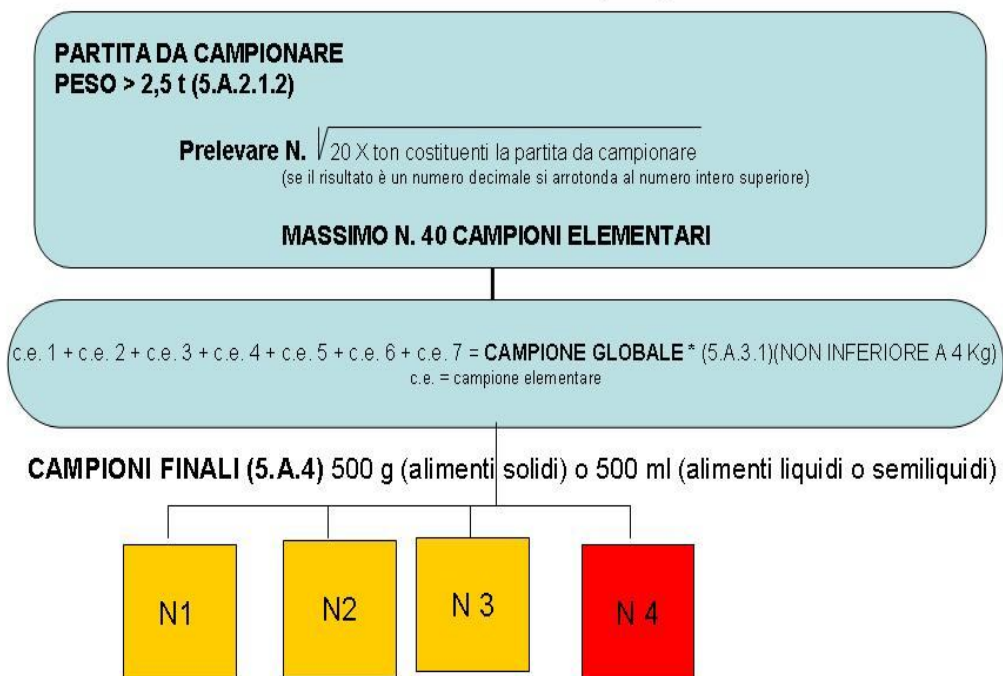 PARTITA DA CAMPIONARE
PESO > 2,5 t (5.A.2.1.2)
Prelevare N. √20 X ton costituenti la partita da campionare
(se il risultato è un numero decimale si arrotonda al numero intero superiore)
MASSIMO N. 40 CAMPIONI ELEMENTARI
c.e. 1 + c.e. 2 + c.e. 3 + c.e. 4 + c.e. 5 + c.e. 6 + c.e. 7 = CAMPIONE GLOBALE * (5.A.3.1)(NON INFERIORE A 4 Kg)
c.e. = campione elementare
CAMPIONI FINALI (5.A.4) 500 g (alimenti solidi) o 500 ml (alimenti liquidi o semiliquidi)
N1 N2 N 3 N 4